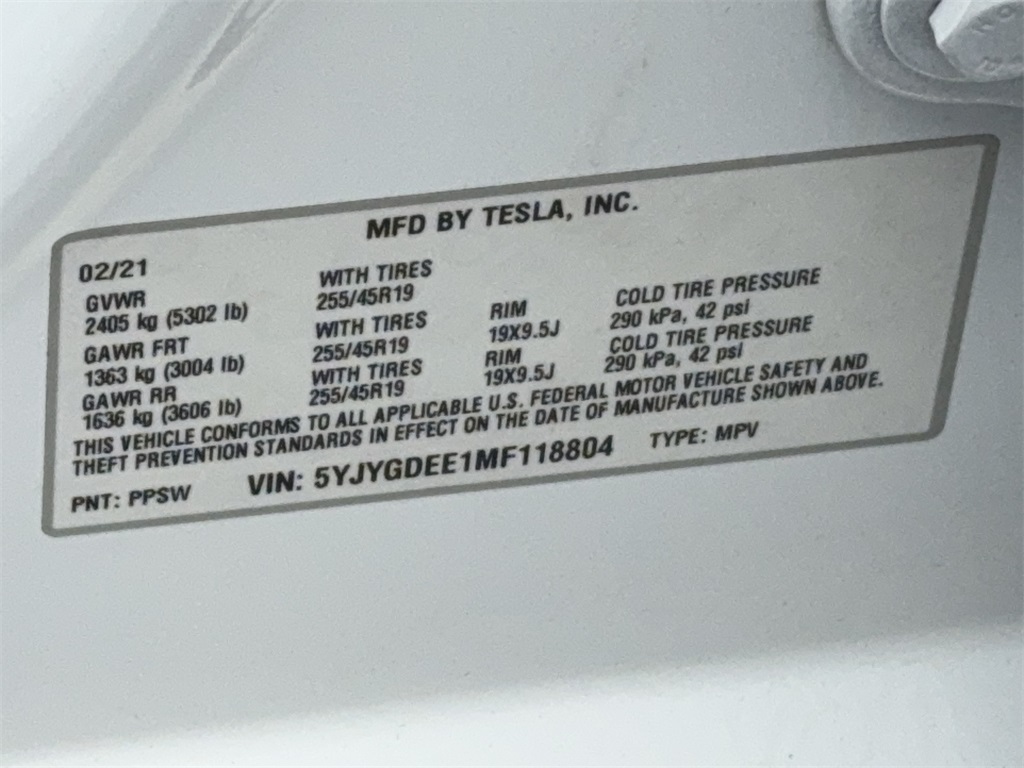 MFD BY TESLA, INC.
02/21
GVWR WITH TIRES
2405 kg (5302 lb) 255/45R19
GAWR FRT WITH TIRES RIM COLD TIRE PRESSURE
1363 kg (3004 lb) 255/45R19 19X9.5J 290 kPa, 42 psi
GAWR RR WITH TIRES RIM COLD TIRE PRESSURE
1636 kg (3606 lb) 255/45R19 19X9.5J 290 kPa, 42 psi
THIS VEHICLE CONFORMS TO ALL APPLICABLE U.S. FEDERAL MOTOR VEHICLE SAFETY AND
THEFT PREVENTION STANDARDS IN EFFECT ON THE DATE OF MANUFACTURE SHOWN ABOVE.
PNT: PPSW VIN: 5YJYGDEE1MF118804 TYPE: MPV